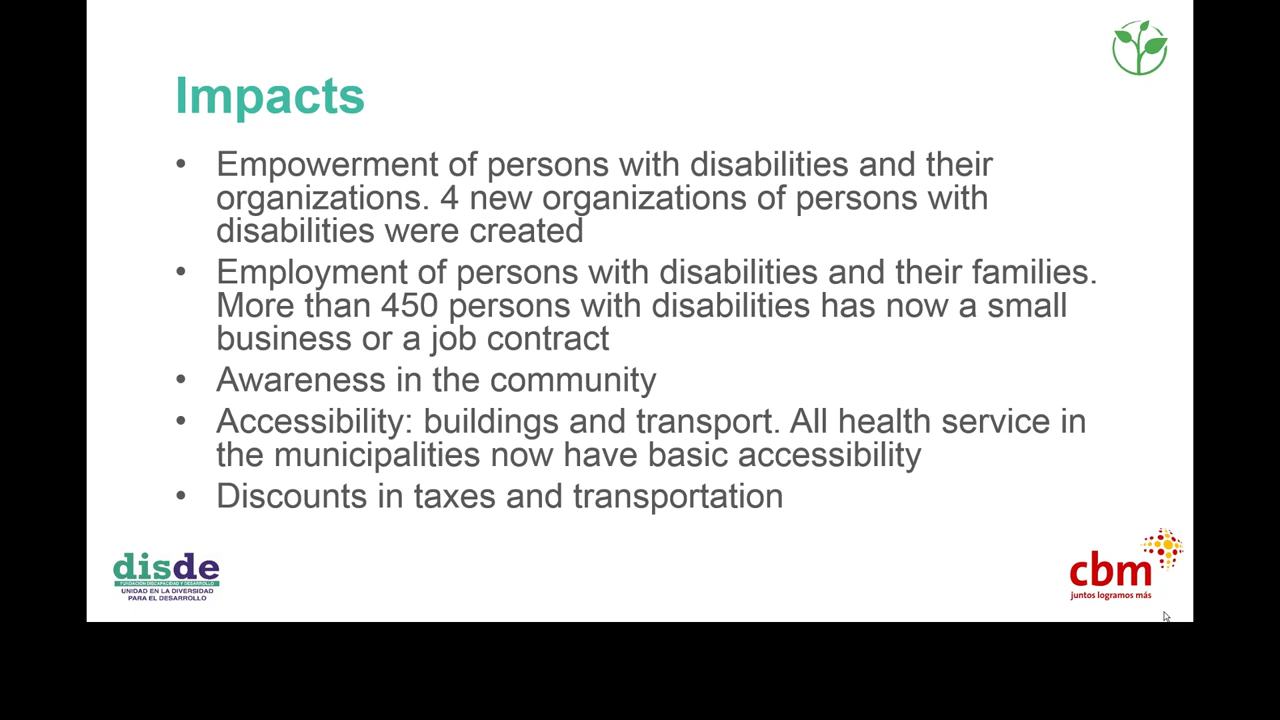 Impacts
• Empowerment of persons with disabilities and their
organizations. 4 new organizations of persons with
disabilities were created
• Employment of persons with disabilities and their families.
More than 450 persons with disabilities has now a small
business or a job contract
• Awareness in the community
• Accessibility: buildings and transport. All health service in
the municipalities now have basic accessibility
• Discounts in taxes and transportation
disde
FUNDACIÓN DISCAPACIDAD Y DESARROLLO
UNIDAD EN LA DIVERSIDAD
PARA EL DESARROLLO
cbm
juntos logramos más